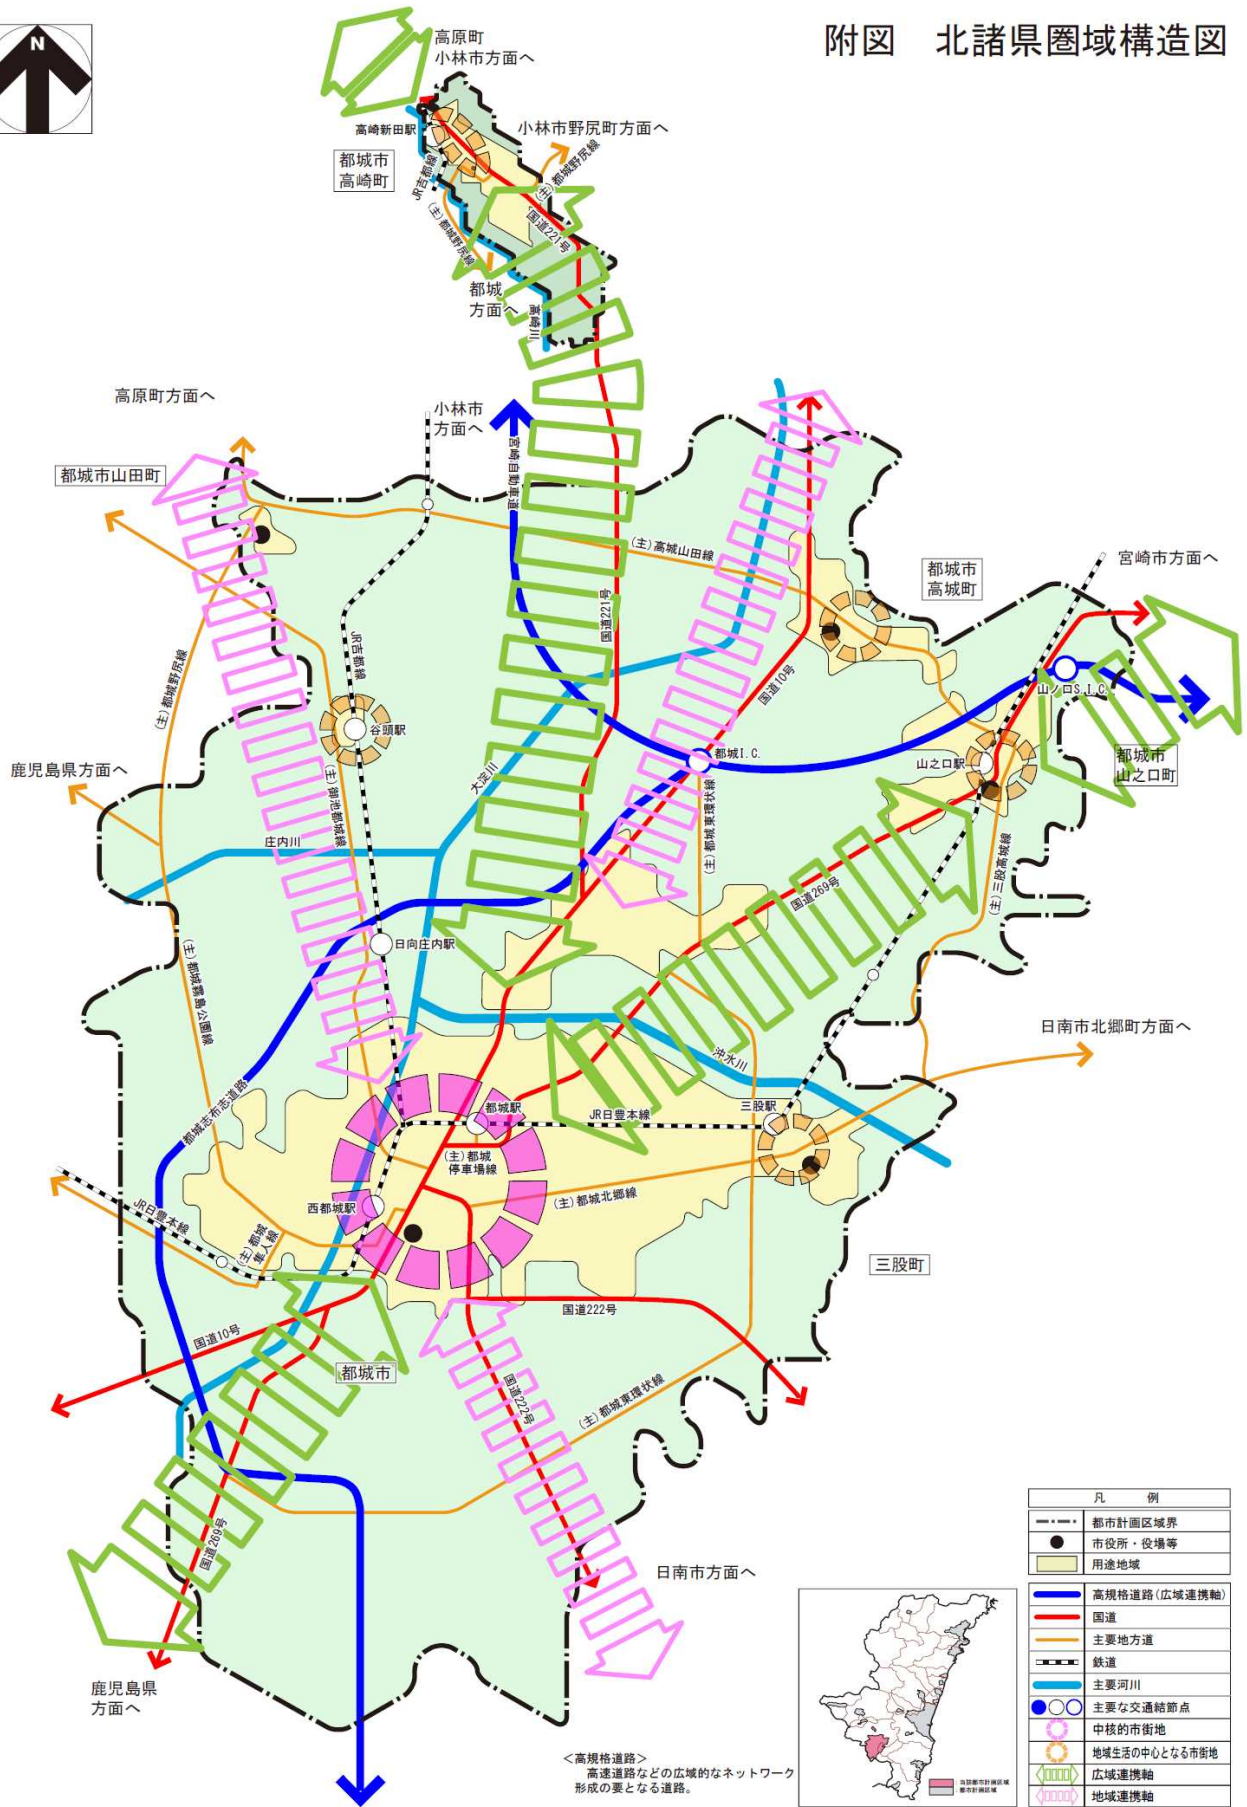 附図　北諸県圏域構造図
N
高原町
小林市方面へ
高崎新田駅
小林市野尻町方面へ
都城市
高崎町
JR吉都線
(主)都城野尻線
(主)都城野尻線
国道221号
都城
方面へ
高崎川
高原町方面へ
小林市
方面へ
宮崎自動車道
都城市山田町
(主)高城山田線
都城市
高城町
宮崎市方面へ
国道221号
JR吉都線
(主)都城野尻線
国道10号
山ノ口S.I.C.
谷頭駅
都城I.C.
山之口駅
都城市
山之口町
鹿児島県方面へ
大淀川
(主)御池都城線
(主)都城東環状線
庄内川
国道269号
(主)三股高城線
日向庄内駅
(主)都城霧島公園線
日南市北郷町方面へ
沖水川
都城志布志道路
都城駅
JR日豊本線
三股駅
(主)都城
停車場線
(主)都城北郷線
西都城駅
JR日豊本線
(主)都城
隼人線
三股町
国道222号
国道10号
都城市
国道222号
(主)都城東環状線
国道269号
日南市方面へ
鹿児島県
方面へ
＜高規格道路＞
高速道路などの広域的なネットワーク
形成の要となる道路。
当該都市計画区域
都市計画区域
凡　例
都市計画区域界
市役所・役場等
用途地域
高規格道路(広域連携軸)
国道
主要地方道
鉄道
主要河川
主要な交通結節点
中核的市街地
地域生活の中心となる市街地
広域連携軸
地域連携軸